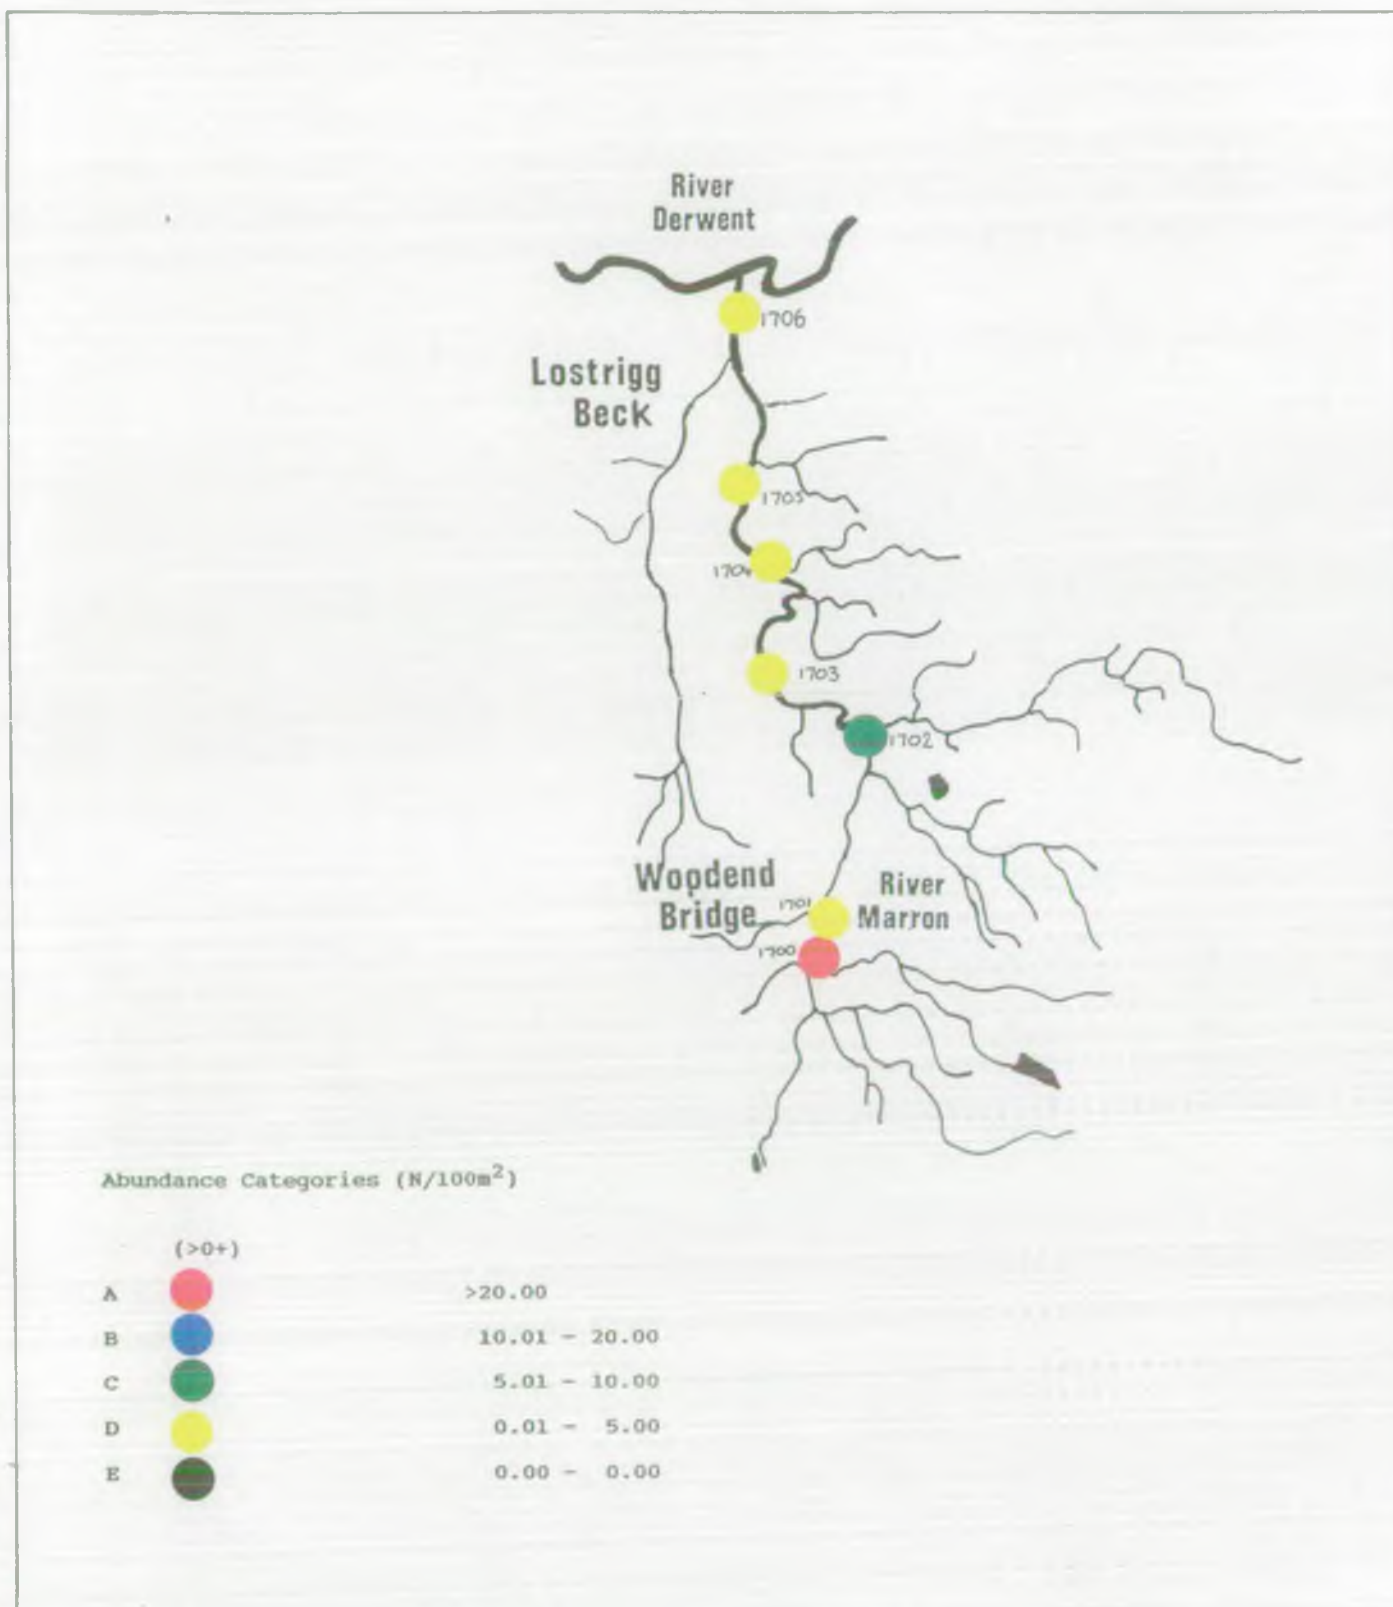 River
Derwent
1706
Lostrigg
Beck
1705
1704
1703
1702
Woodend
Bridge
River
Marron
1701
1700
Abundance Categories (N/100m²)
(>0+)
A >20.00
B 10.01 - 20.00
C 5.01 - 10.00
D 0.01 - 5.00
E 0.00 - 0.00